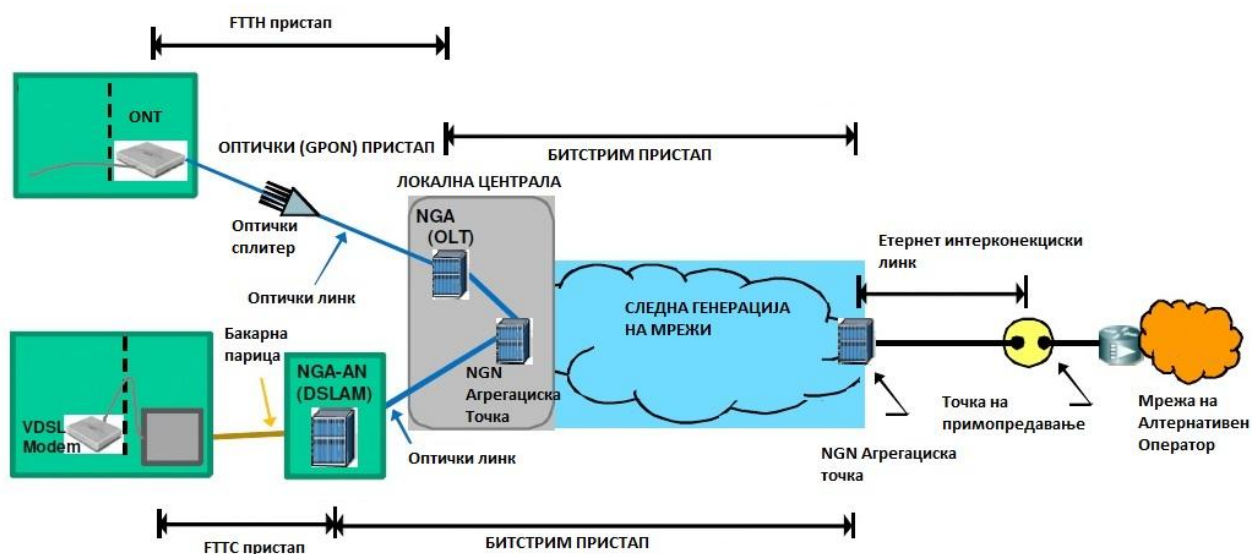 FTTH пристап
ONT
ОПТИЧКИ (GPON) ПРИСТАП
БИТСТРИМ ПРИСТАП
ЛОКАЛНА ЦЕНТРАЛА
Оптички
сплитер
NGA
(OLT)
Етернет интерконекциски
линк
Оптички линк
СЛЕДНА ГЕНЕРАЦИЈА
НА МРЕЖИ
Бакарна
парица
NGA-AN
(DSLAM)
NGN
Агрегациска
Точка
VDSL
Modem
Оптички линк
NGN Агрегациска
точка
Точка на
примопредавање
Мрежа на
Алтернативен
Оператор
FTTC пристап
БИТСТРИМ ПРИСТАП